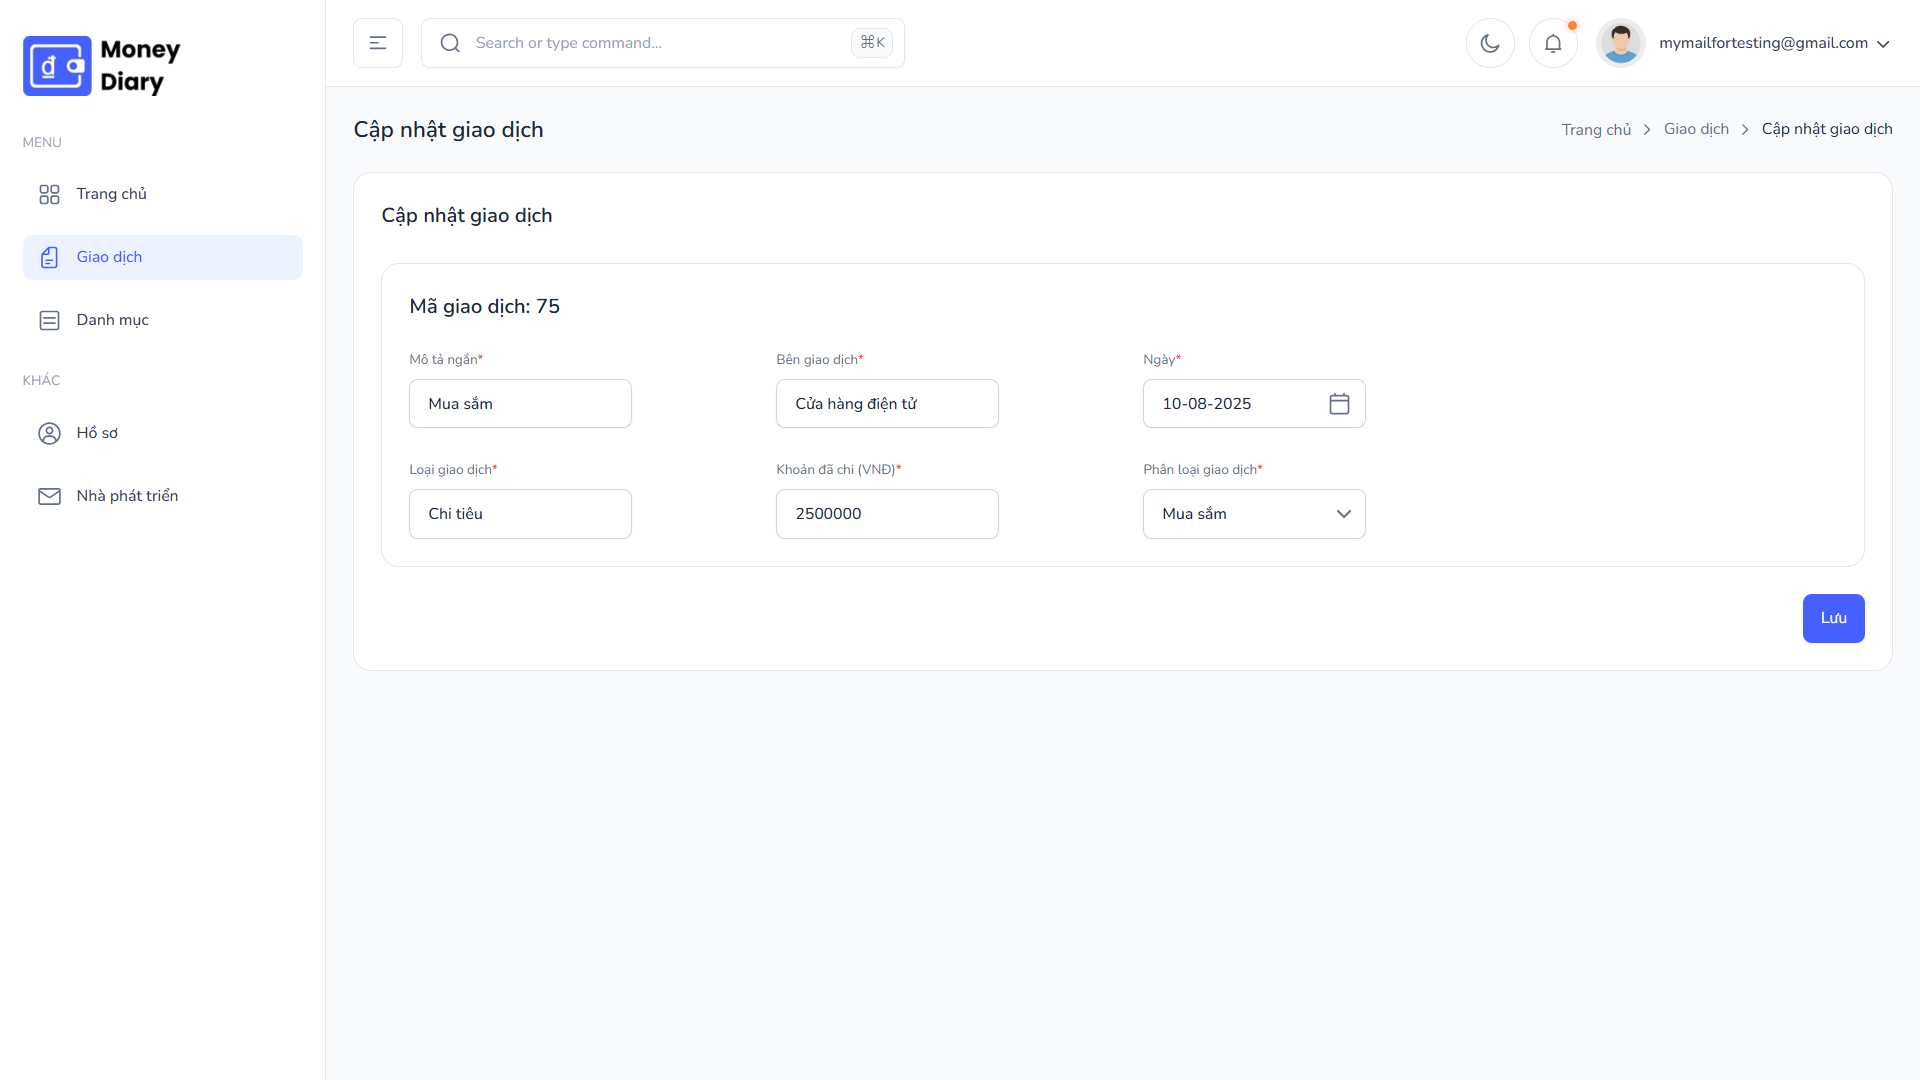 Money
Diary
MENU
Trang chủ
Giao dịch
Danh mục
KHÁC
Hồ sơ
Nhà phát triển
Search or type command...
⌘K
mymailfortesting@gmail.com
Cập nhật giao dịch
Trang chủ > Giao dịch > Cập nhật giao dịch
Cập nhật giao dịch
Mã giao dịch: 75
Mô tả ngắn* Bên giao dịch* Ngày*
Mua sắm Cửa hàng điện tử 10-08-2025
Loại giao dịch* Khoản đã chi (VNĐ)* Phân loại giao dịch*
Chi tiêu 2500000 Mua sắm
Lưu